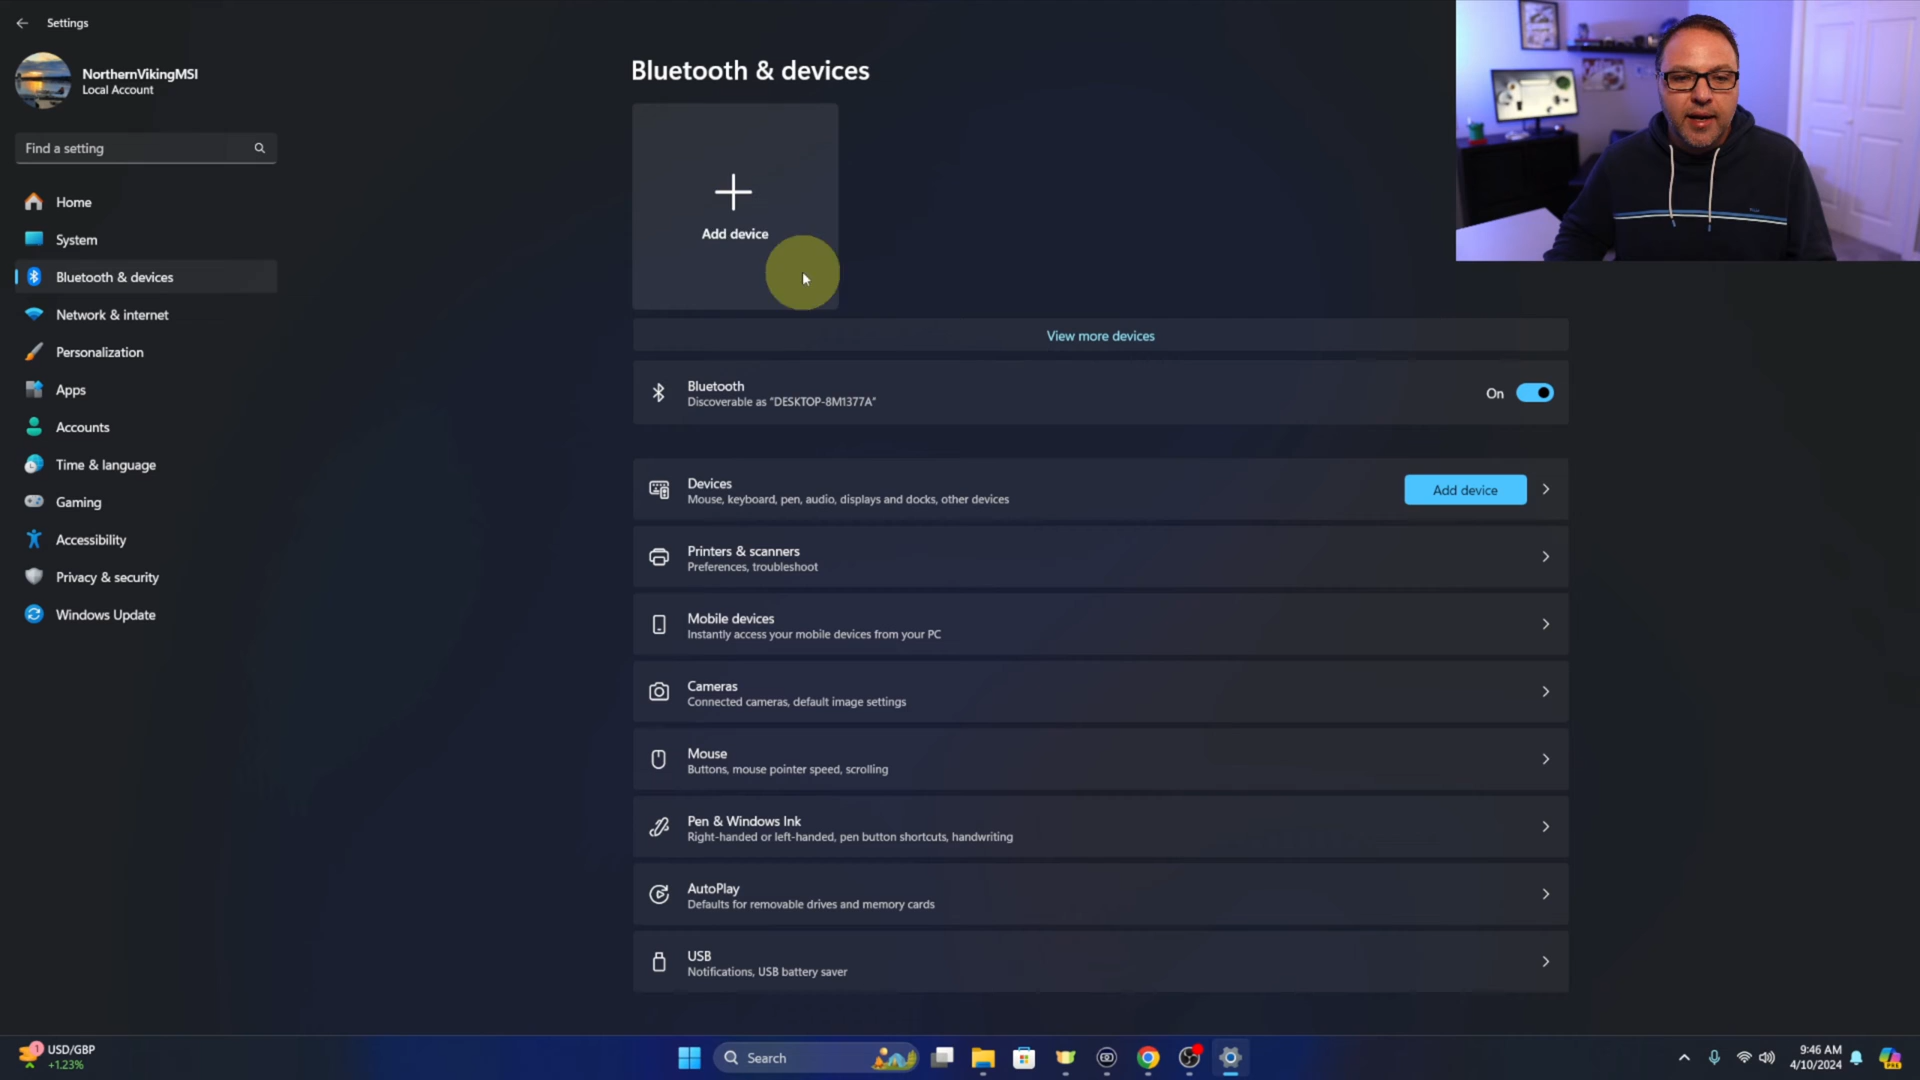 Settings
NorthernVikingMSI
Local Account
Find a setting
Home
System
Bluetooth & devices
Network & internet
Personalization
Apps
Accounts
Time & language
Gaming
Accessibility
Privacy & security
Windows Update
Bluetooth & devices
Add device
View more devices
Bluetooth
Discoverable as "DESKTOP-8M1377A"
On
Devices
Mouse, keyboard, pen, audio, displays and docks, other devices
Add device
Printers & scanners
Preferences, troubleshoot
Mobile devices
Instantly access your mobile devices from your PC
Cameras
Connected cameras, default image settings
Mouse
Buttons, mouse pointer speed, scrolling
Pen & Windows Ink
Right-handed or left-handed, pen button shortcuts, handwriting
AutoPlay
Defaults for removable drives and memory cards
USB
Notifications, USB battery saver
1
USD/GBP
+1.23%
Search
9:46 AM
4/10/2024
PRE